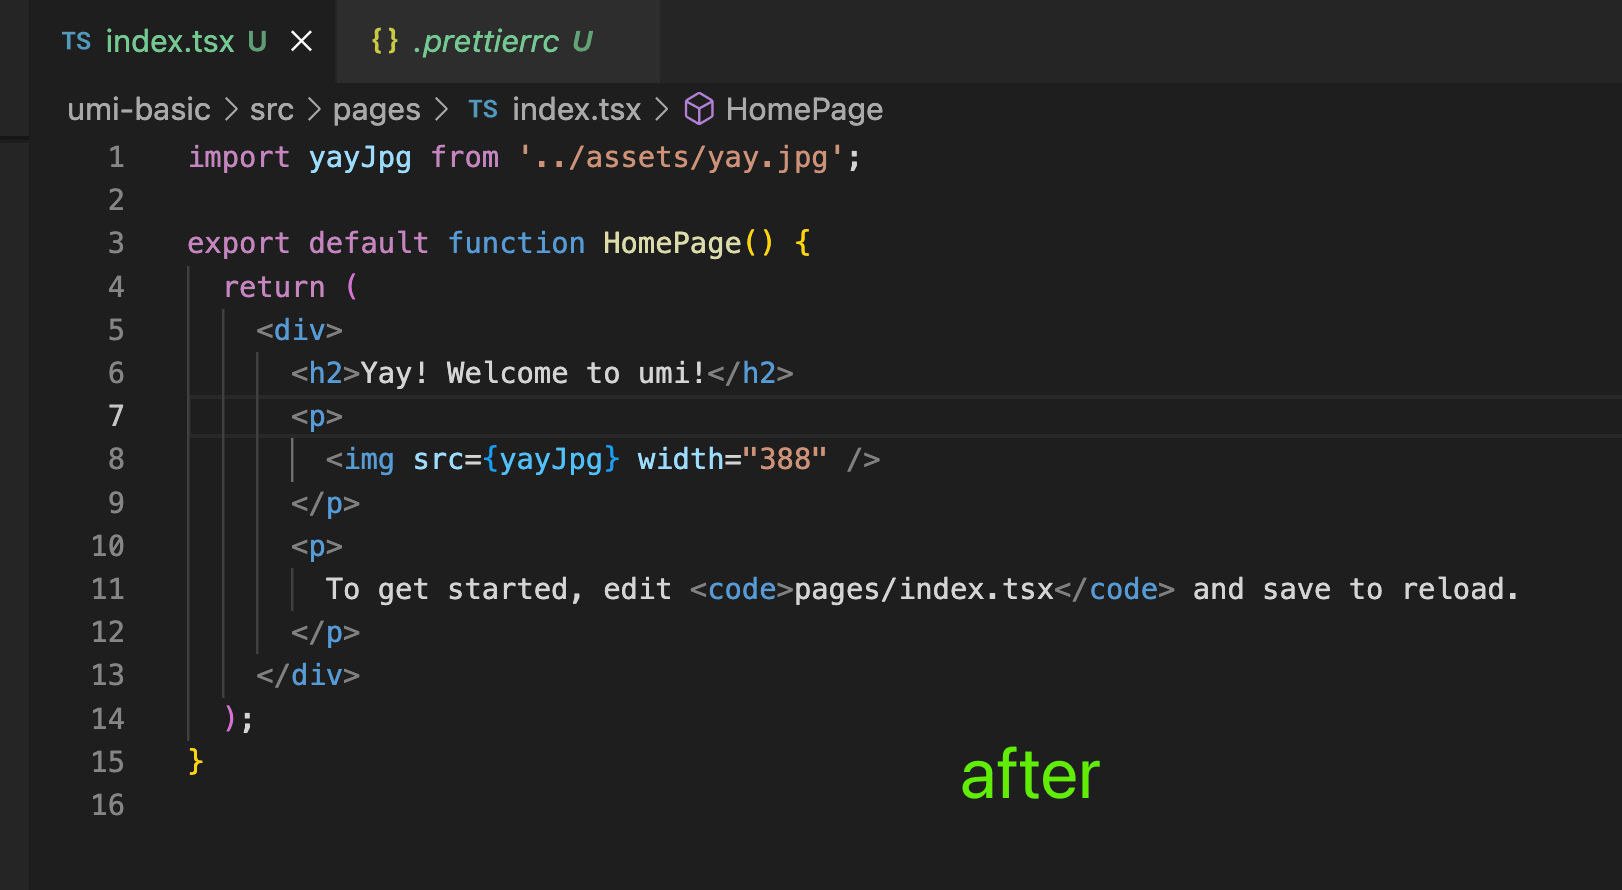 TS index.tsx U × {} .prettierrc U
umi-basic > src > pages > TS index.tsx > HomePage
1 import yayJpg from '../assets/yay.jpg';
2
3 export default function HomePage() {
4   return (
5     <div>
6       <h2>Yay! Welcome to umi!</h2>
7       <p>
8         <img src={yayJpg} width="388" />
9       </p>
10       <p>
11         To get started, edit <code>pages/index.tsx</code> and save to reload.
12       </p>
13     </div>
14   );
15 }
16
after